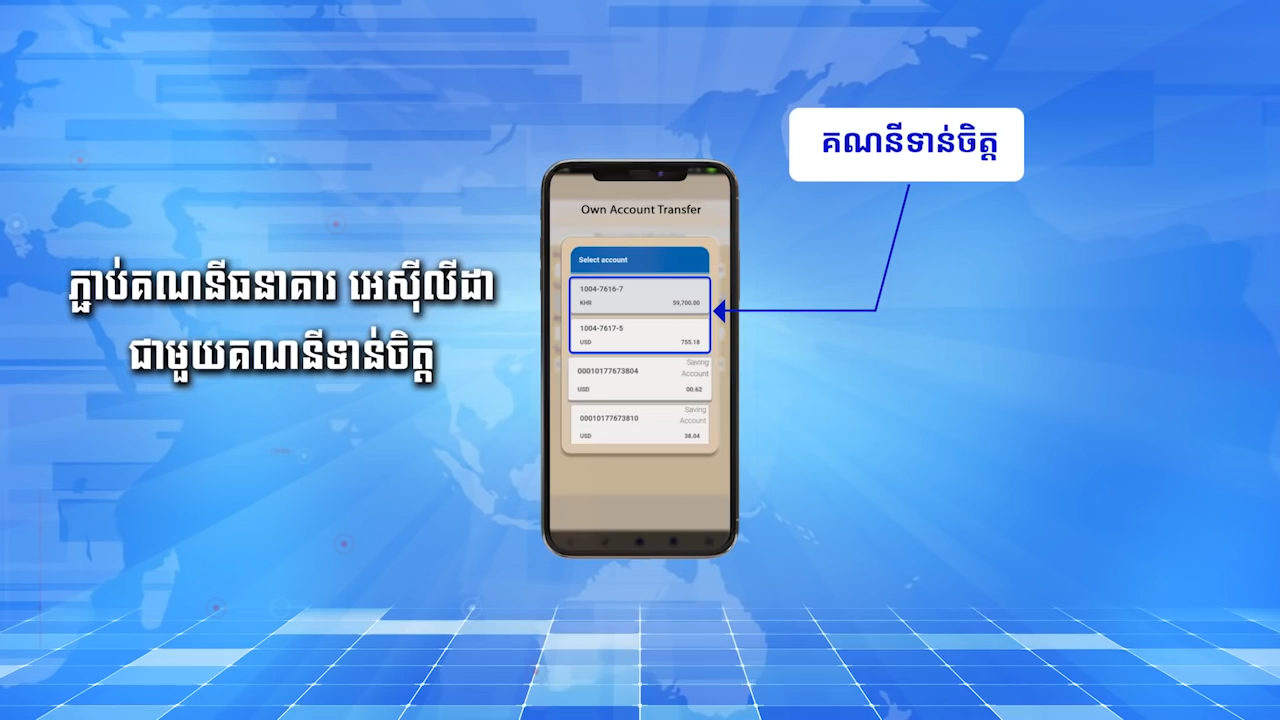 ភ្ជាប់គណនីធនាគារ អេស៊ីលីដា
ជាមួយគណនីទាន់ចិត្ត
គណនីទាន់ចិត្ត
Own Account Transfer
Select account
1004-7616-7
KHR 59,700.00
1004-7617-5
USD 755.18
00010177673804 Saving Account
USD 00.62
00010177673810 Saving Account
USD 38.04